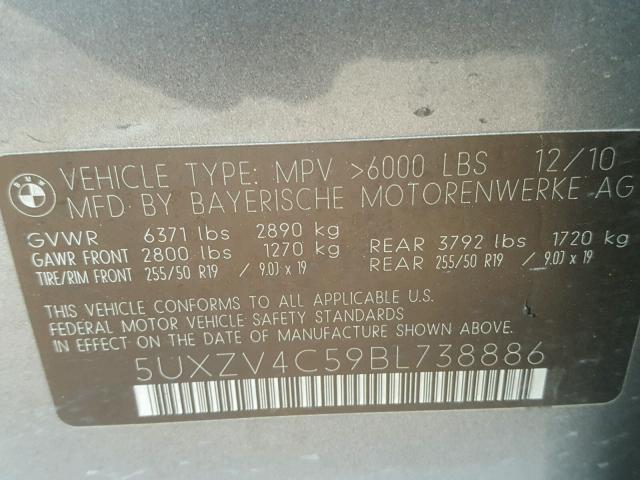 BMW
VEHICLE TYPE: MPV >6000 LBS 12/10
MFD BY BAYERISCHE MOTORENWERKE AG
GVWR 6371 lbs 2890 kg
GAWR FRONT 2800 lbs 1270 kg REAR 3792 lbs 1720 kg
TIRE/RIM FRONT 255/50 R19 / 9.0J x 19 REAR 255/50 R19 / 9.0J x 19
THIS VEHICLE CONFORMS TO ALL APPLICABLE U.S.
FEDERAL MOTOR VEHICLE SAFETY STANDARDS
IN EFFECT ON THE DATE OF MANUFACTURE SHOWN ABOVE.
5UXZV4C59BL738886